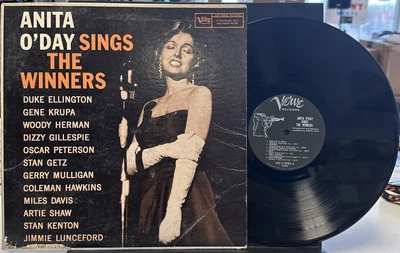 ANITA
O'DAY SINGS
THE
WINNERS
DUKE ELLINGTON
GENE KRUPA
WOODY HERMAN
DIZZY GILLESPIE
OSCAR PETERSON
STAN GETZ
GERRY MULLIGAN
COLEMAN HAWKINS
MILES DAVIS
ARTIE SHAW
STAN KENTON
JIMMIE LUNCEFORD
Verve
Verve
RECORDS
ANITA O'DAY
SINGS
THE WINNERS